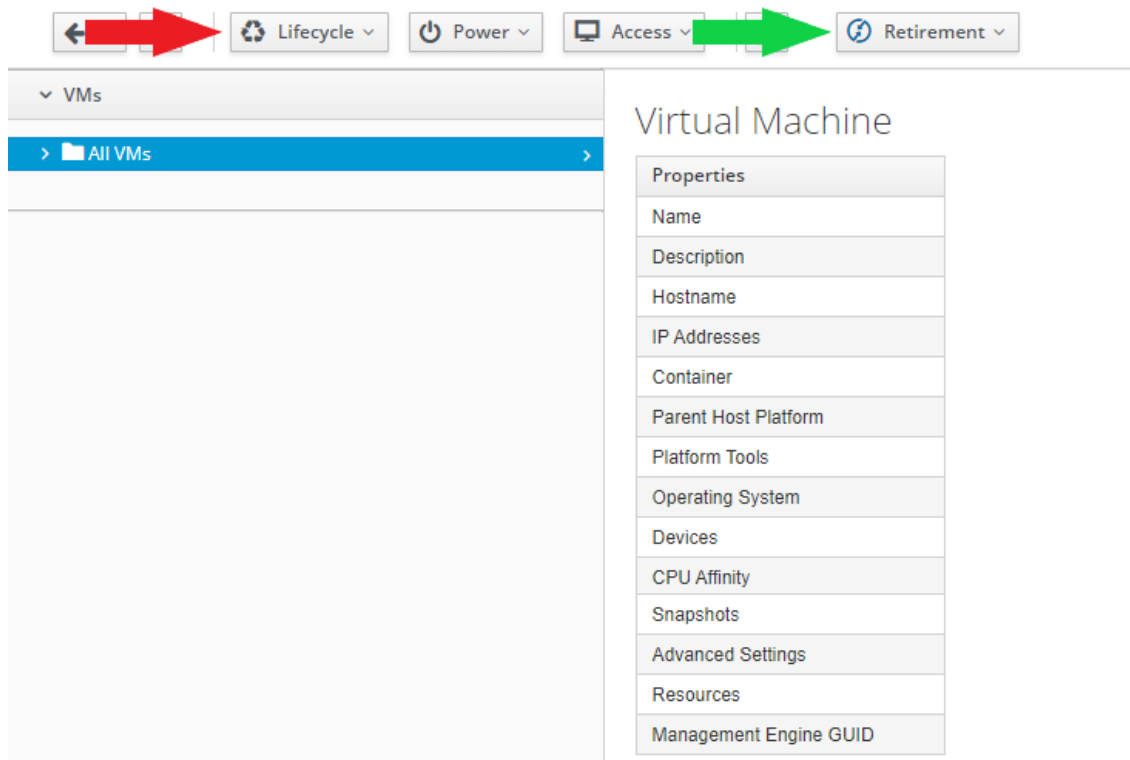 Lifecycle Power Access Retirement
VMs
All VMs
Virtual Machine
Properties
Name
Description
Hostname
IP Addresses
Container
Parent Host Platform
Platform Tools
Operating System
Devices
CPU Affinity
Snapshots
Advanced Settings
Resources
Management Engine GUID